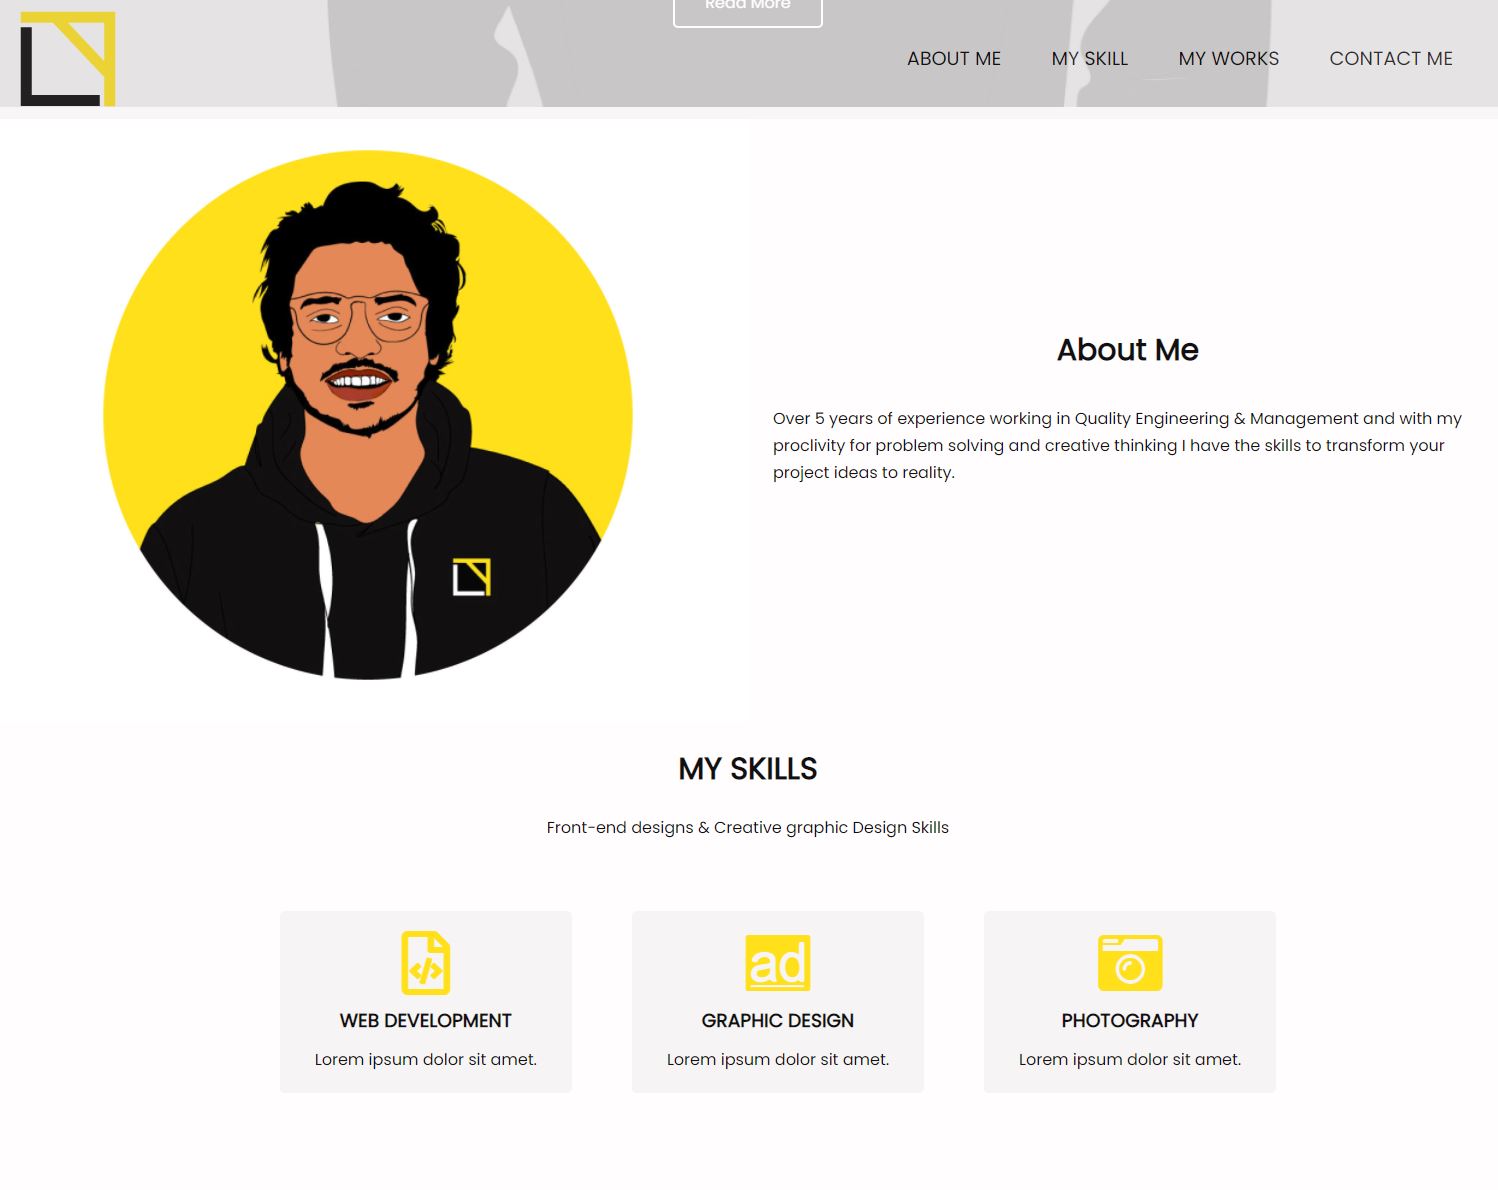 Read More
ABOUT ME MY SKILL MY WORKS CONTACT ME
About Me
Over 5 years of experience working in Quality Engineering & Management and with my
proclivity for problem solving and creative thinking I have the skills to transform your
project ideas to reality.
MY SKILLS
Front-end designs & Creative graphic Design Skills
ad
WEB DEVELOPMENT
Lorem ipsum dolor sit amet.
GRAPHIC DESIGN
Lorem ipsum dolor sit amet.
PHOTOGRAPHY
Lorem ipsum dolor sit amet.